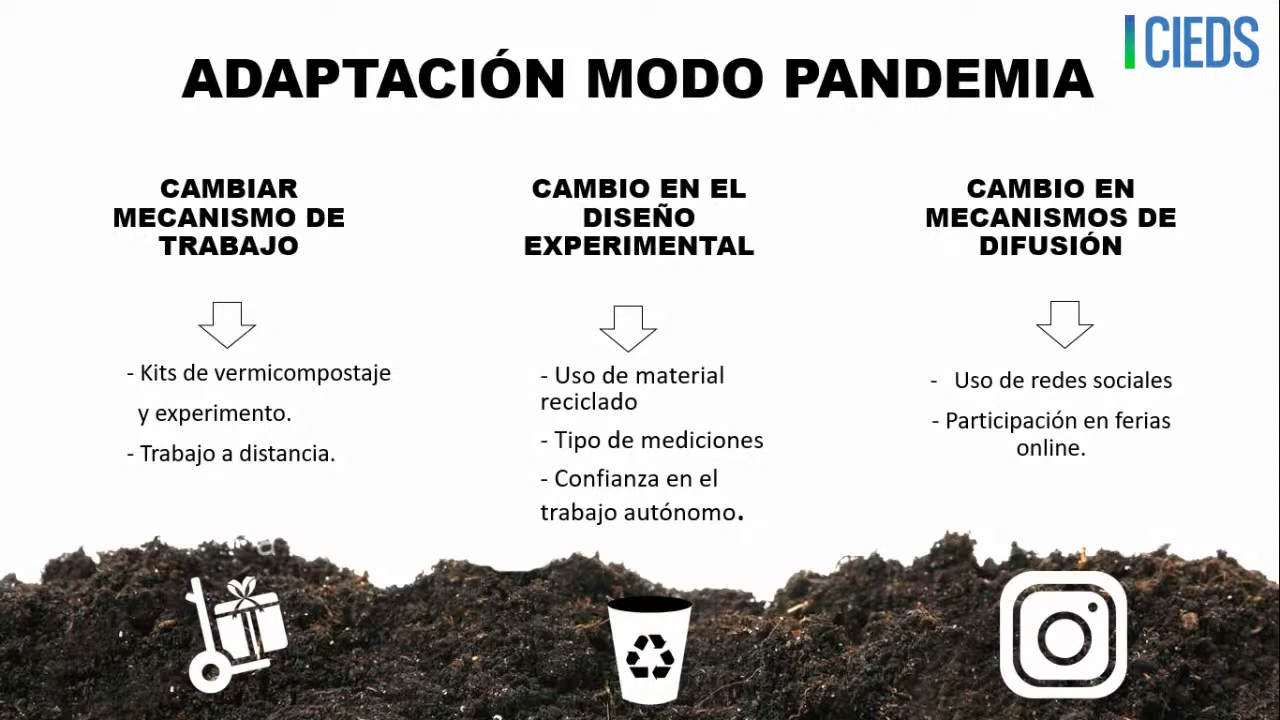 CIEDS
ADAPTACIÓN MODO PANDEMIA
CAMBIAR
MECANISMO DE
TRABAJO
- Kits de vermicompostaje
y experimento.
- Trabajo a distancia.
CAMBIO EN EL
DISEÑO
EXPERIMENTAL
- Uso de material
reciclado
- Tipo de mediciones
- Confianza en el
trabajo autónomo.
CAMBIO EN
MECANISMOS DE
DIFUSIÓN
- Uso de redes sociales
- Participación en ferias
online.